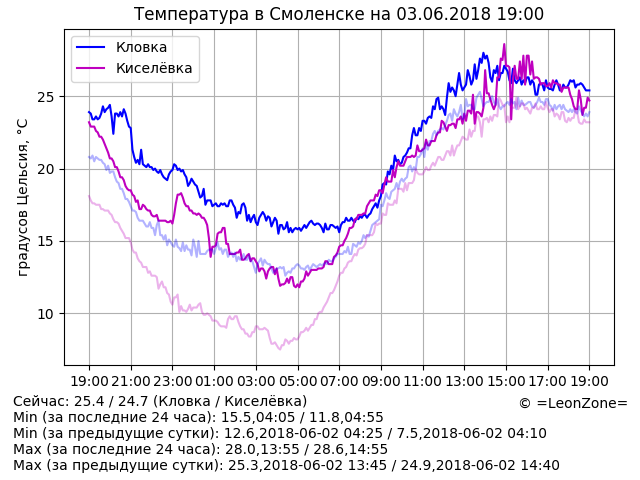 Температура в Смоленске на 03.06.2018 19:00
Кловка
Киселёвка
градусов Цельсия, °C
25
20
15
10
19:00 21:00 23:00 01:00 03:00 05:00 07:00 09:00 11:00 13:00 15:00 17:00 19:00
Сейчас: 25.4 / 24.7 (Кловка / Киселёвка)
© =LeonZone=
Min (за последние 24 часа): 15.5,04:05 / 11.8,04:55
Min (за предыдущие сутки): 12.6,2018-06-02 04:25 / 7.5,2018-06-02 04:10
Max (за последние 24 часа): 28.0,13:55 / 28.6,14:55
Max (за предыдущие сутки): 25.3,2018-06-02 13:45 / 24.9,2018-06-02 14:40